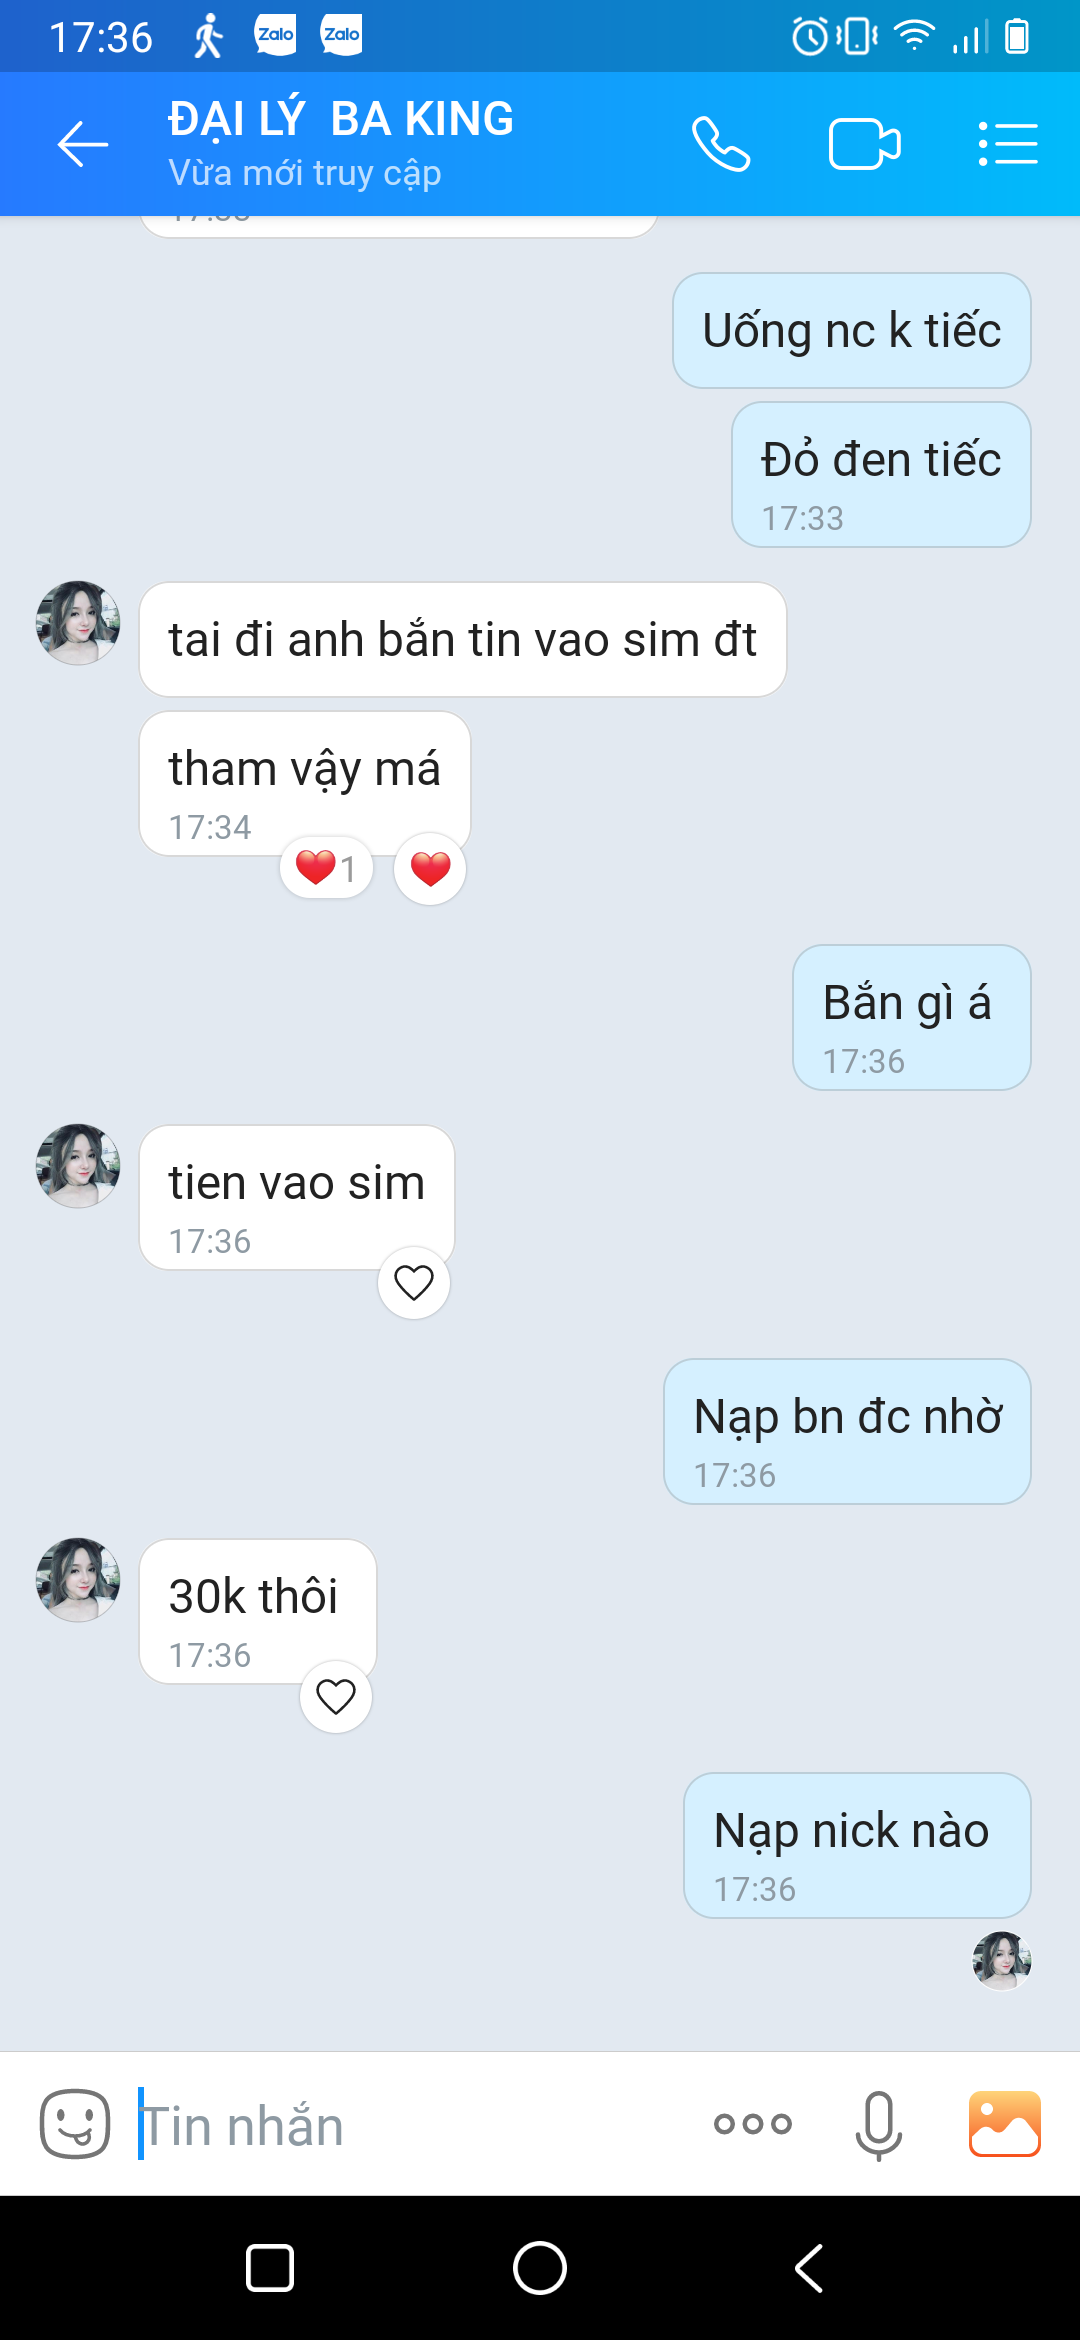 17:36
Zalo Zalo
ĐẠI LÝ BA KING
Vừa mới truy cập
Uống nc k tiếc
Đỏ đen tiếc
17:33
tai đi anh bắn tin vao sim đt
tham vậy má
17:34
1
Bắn gì á
17:36
tien vao sim
17:36
Nạp bn đc nhờ
17:36
30k thôi
17:36
Nạp nick nào
17:36
Tin nhắn